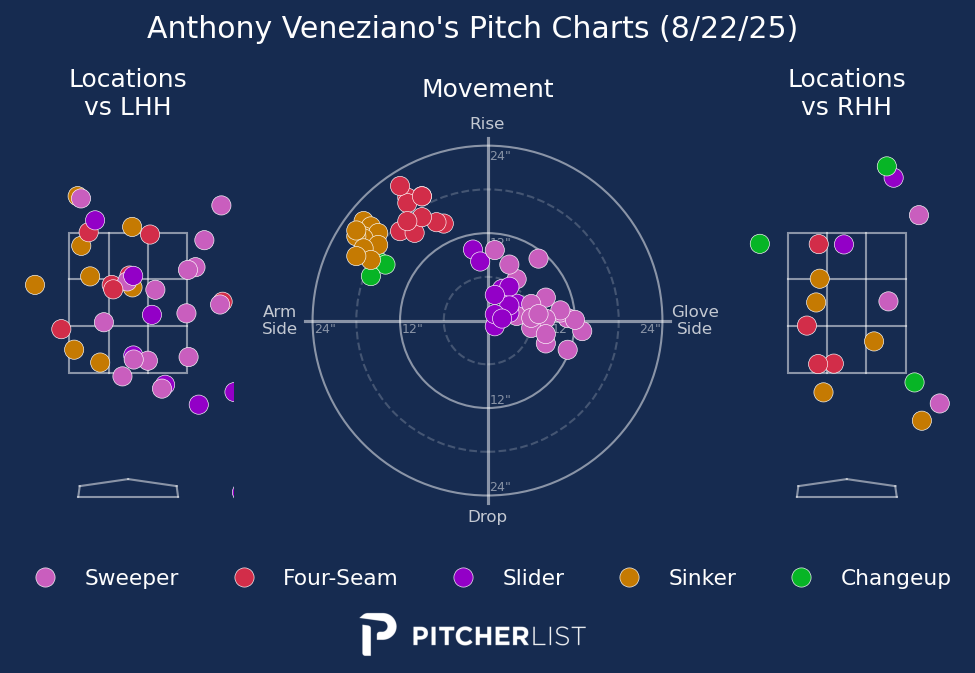 Anthony Veneziano's Pitch Charts (8/22/25)
Locations
vs LHH
Movement
Locations
vs RHH
Rise
24"
12"
Arm
Side
24"
12"
12"
24"
Glove
Side
12"
24"
Drop
Sweeper
Four-Seam
Slider
Sinker
Changeup
PITCHERLIST